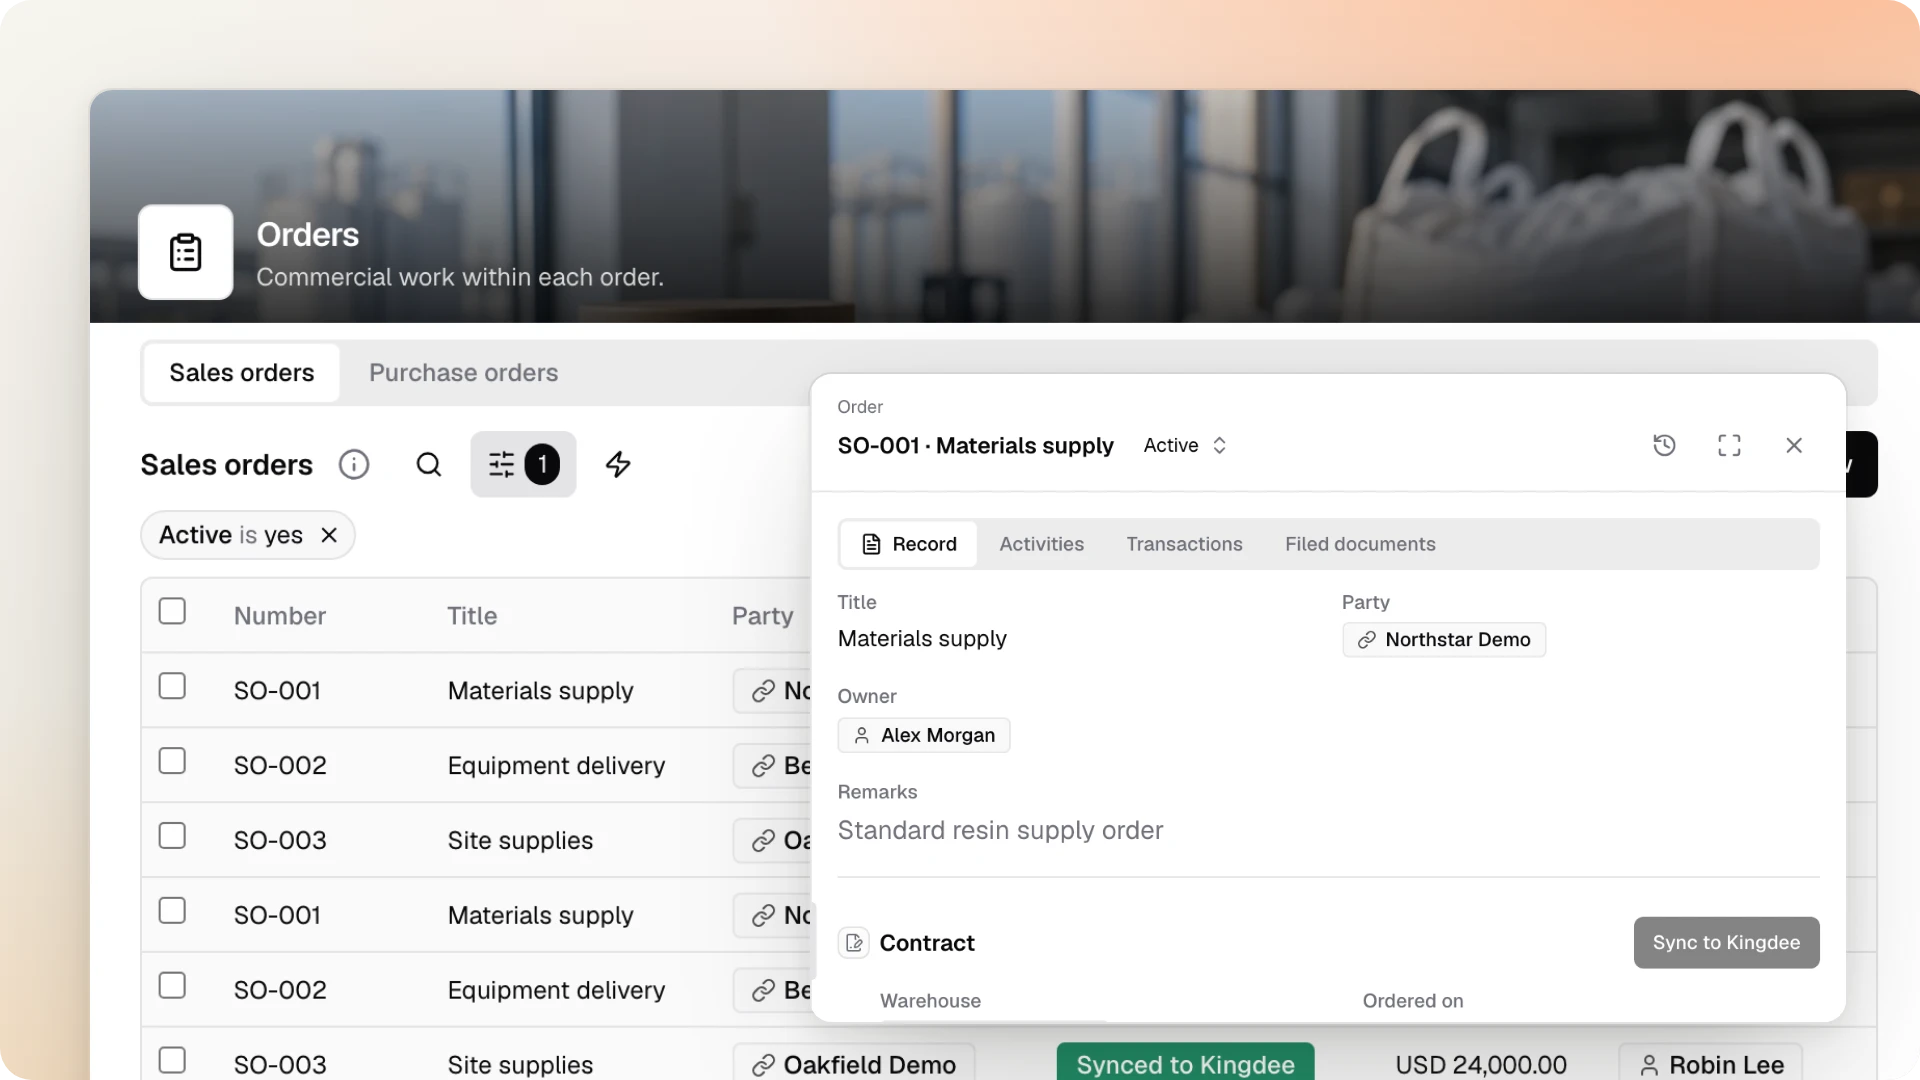 Orders
Commercial work within each order.
Sales orders
Purchase orders
Sales orders
1
Active is yes
Number Title Party
SO-001 Materials supply
SO-002 Equipment delivery
SO-003 Site supplies
SO-001 Materials supply
SO-002 Equipment delivery
SO-003 Site supplies Oakfield Demo Synced to Kingdee USD 24,000.00 Robin Lee
Order
SO-001 · Materials supply Active
Record Activities Transactions Filed documents
Title Party
Materials supply Northstar Demo
Owner
Alex Morgan
Remarks
Standard resin supply order
Contract Sync to Kingdee
Warehouse Ordered on